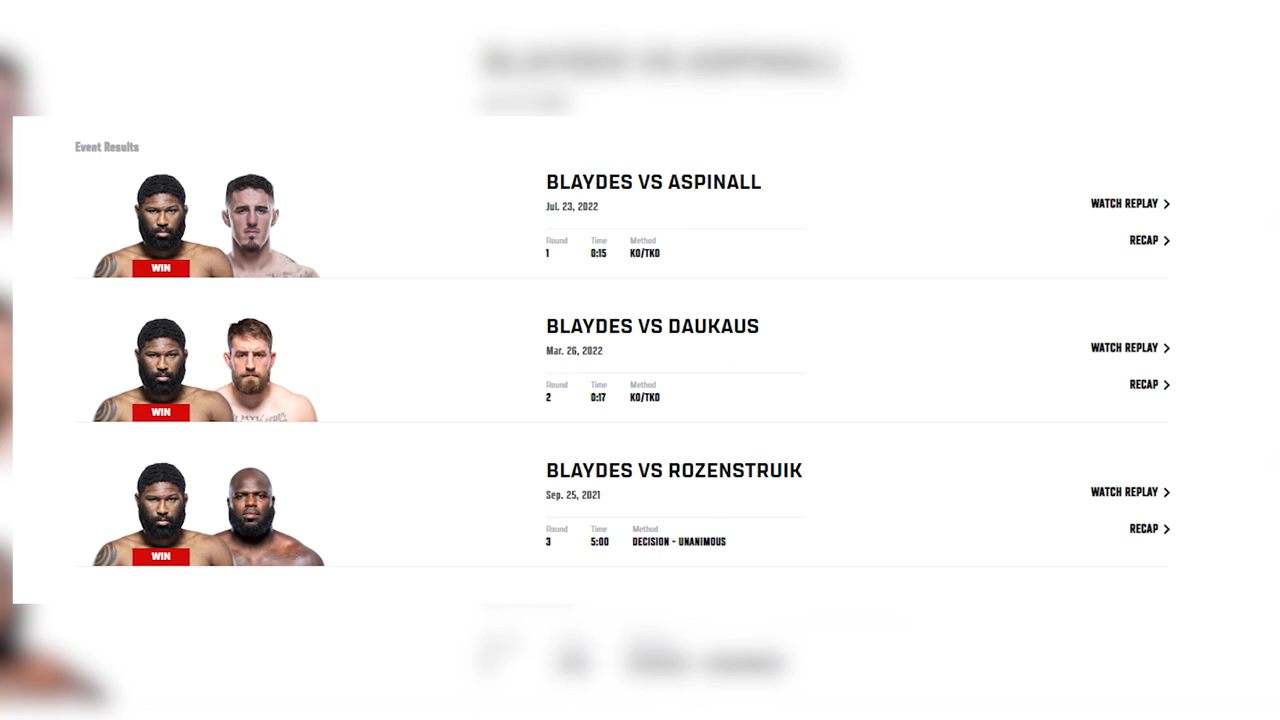 Event Results
BLAYDES VS ASPINALL
Jul. 23, 2022
WATCH REPLAY
Round Time Method
1 0:15 KO/TKO
RECAP
WIN
BLAYDES VS DAUKAUS
Mar. 26, 2022
WATCH REPLAY
Round Time Method
2 0:17 KO/TKO
RECAP
WIN
BLAYDES VS ROZENSTRUIK
Sep. 25, 2021
WATCH REPLAY
Round Time Method
3 5:00 DECISION - UNANIMOUS
RECAP
WIN